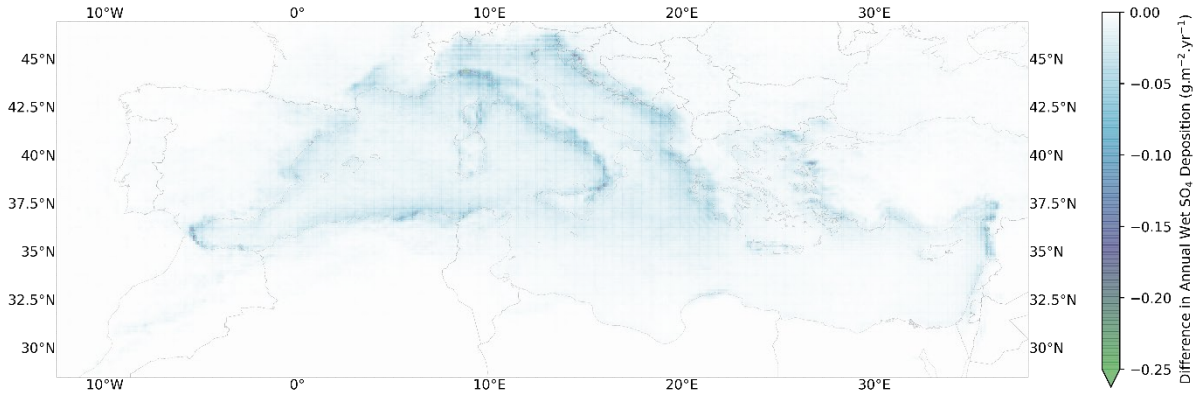 10°W 0° 10°E 20°E 30°E
45°N 45°N
42.5°N 42.5°N
40°N 40°N
37.5°N 37.5°N
35°N 35°N
32.5°N 32.5°N
30°N 30°N
10°W 0° 10°E 20°E 30°E
0.00
−0.05
−0.10
−0.15
−0.20
−0.25
Difference in Annual Wet SO₄ Deposition (g.m⁻².yr⁻¹)